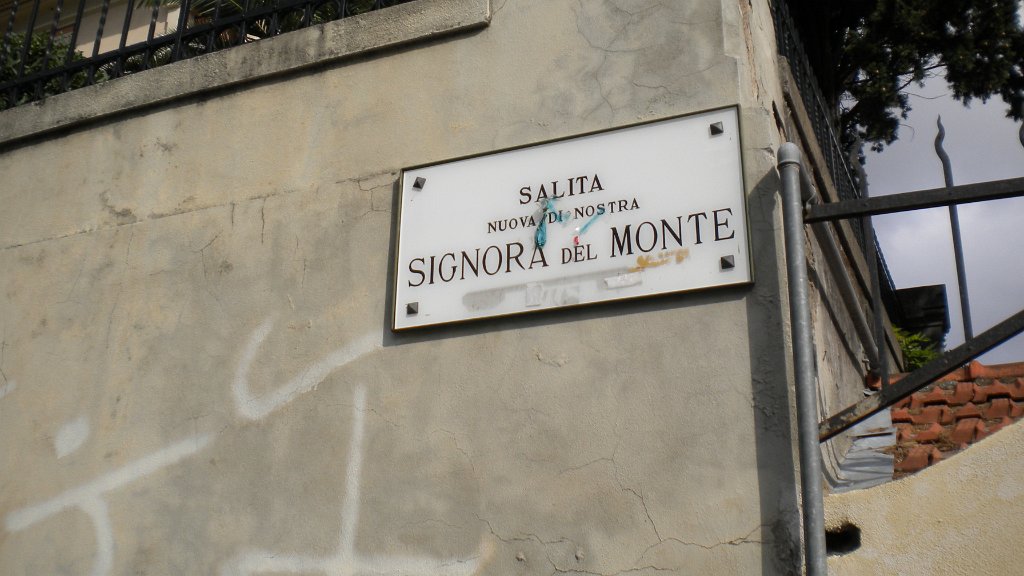 SALITA
NUOVA DI NOSTRA
SIGNORA DEL MONTE